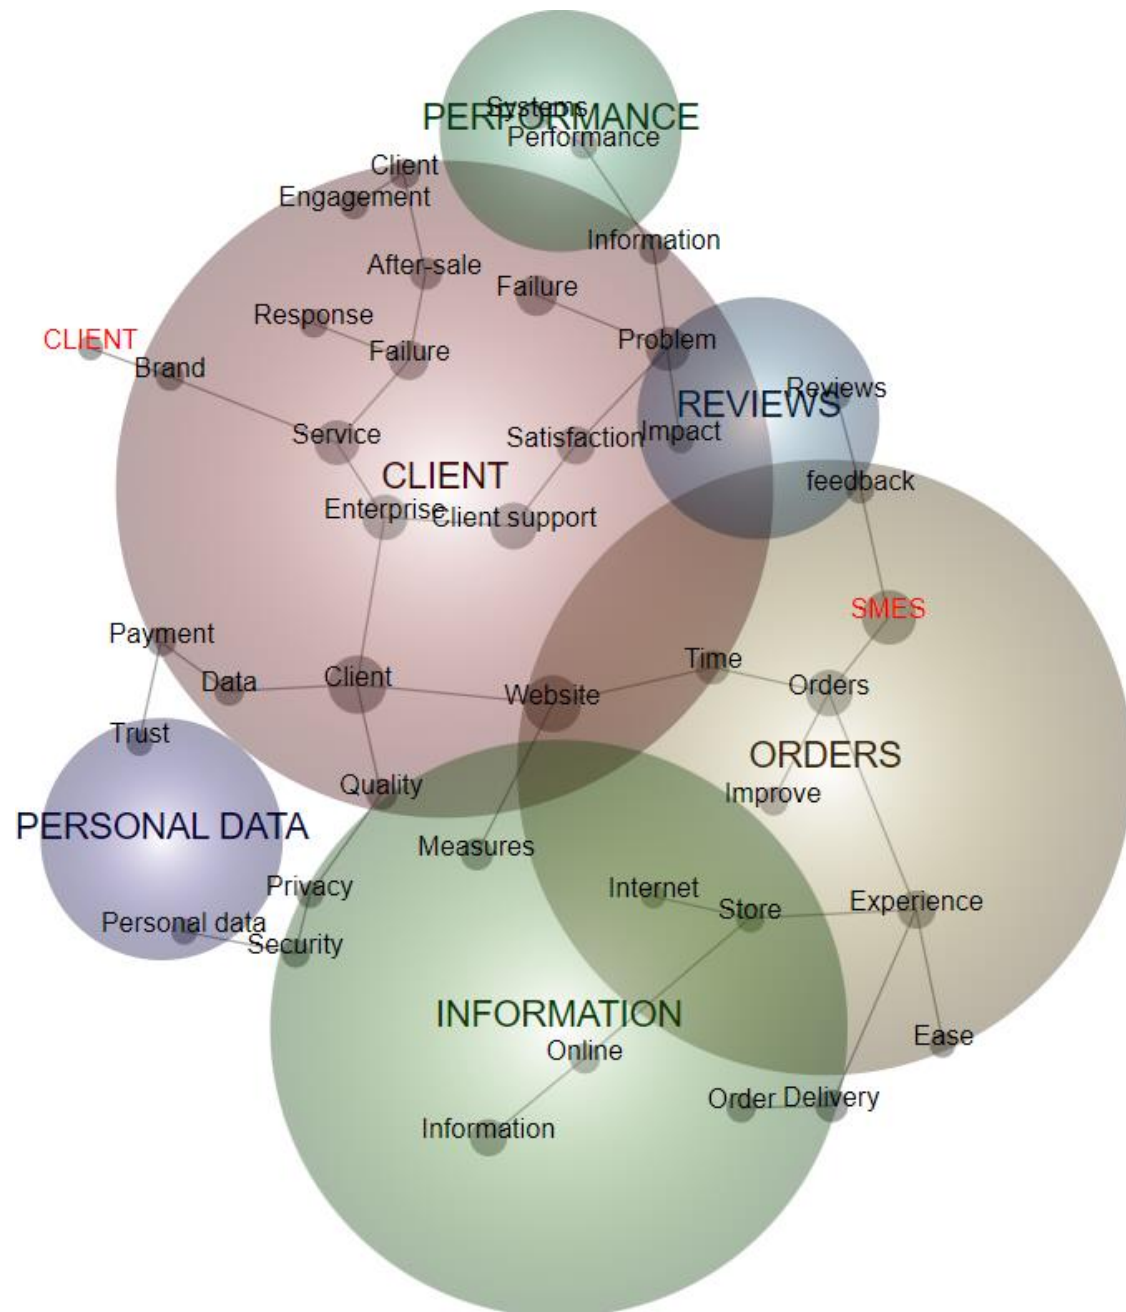 Systems
PERFORMANCE
Performance
Client
Engagement
Information
After-sale
Failure
Response
CLIENT
Brand
Failure
Problem
Reviews
REVIEWS
Service
Satisfaction
Impact
CLIENT
feedback
Enterprise
Client support
SMES
Payment
Data
Client
Website
Time
Orders
Trust
ORDERS
Quality
Improve
PERSONAL DATA
Measures
Privacy
Internet
Store
Experience
Personal data
Security
INFORMATION
Online
Ease
Order
Delivery
Information